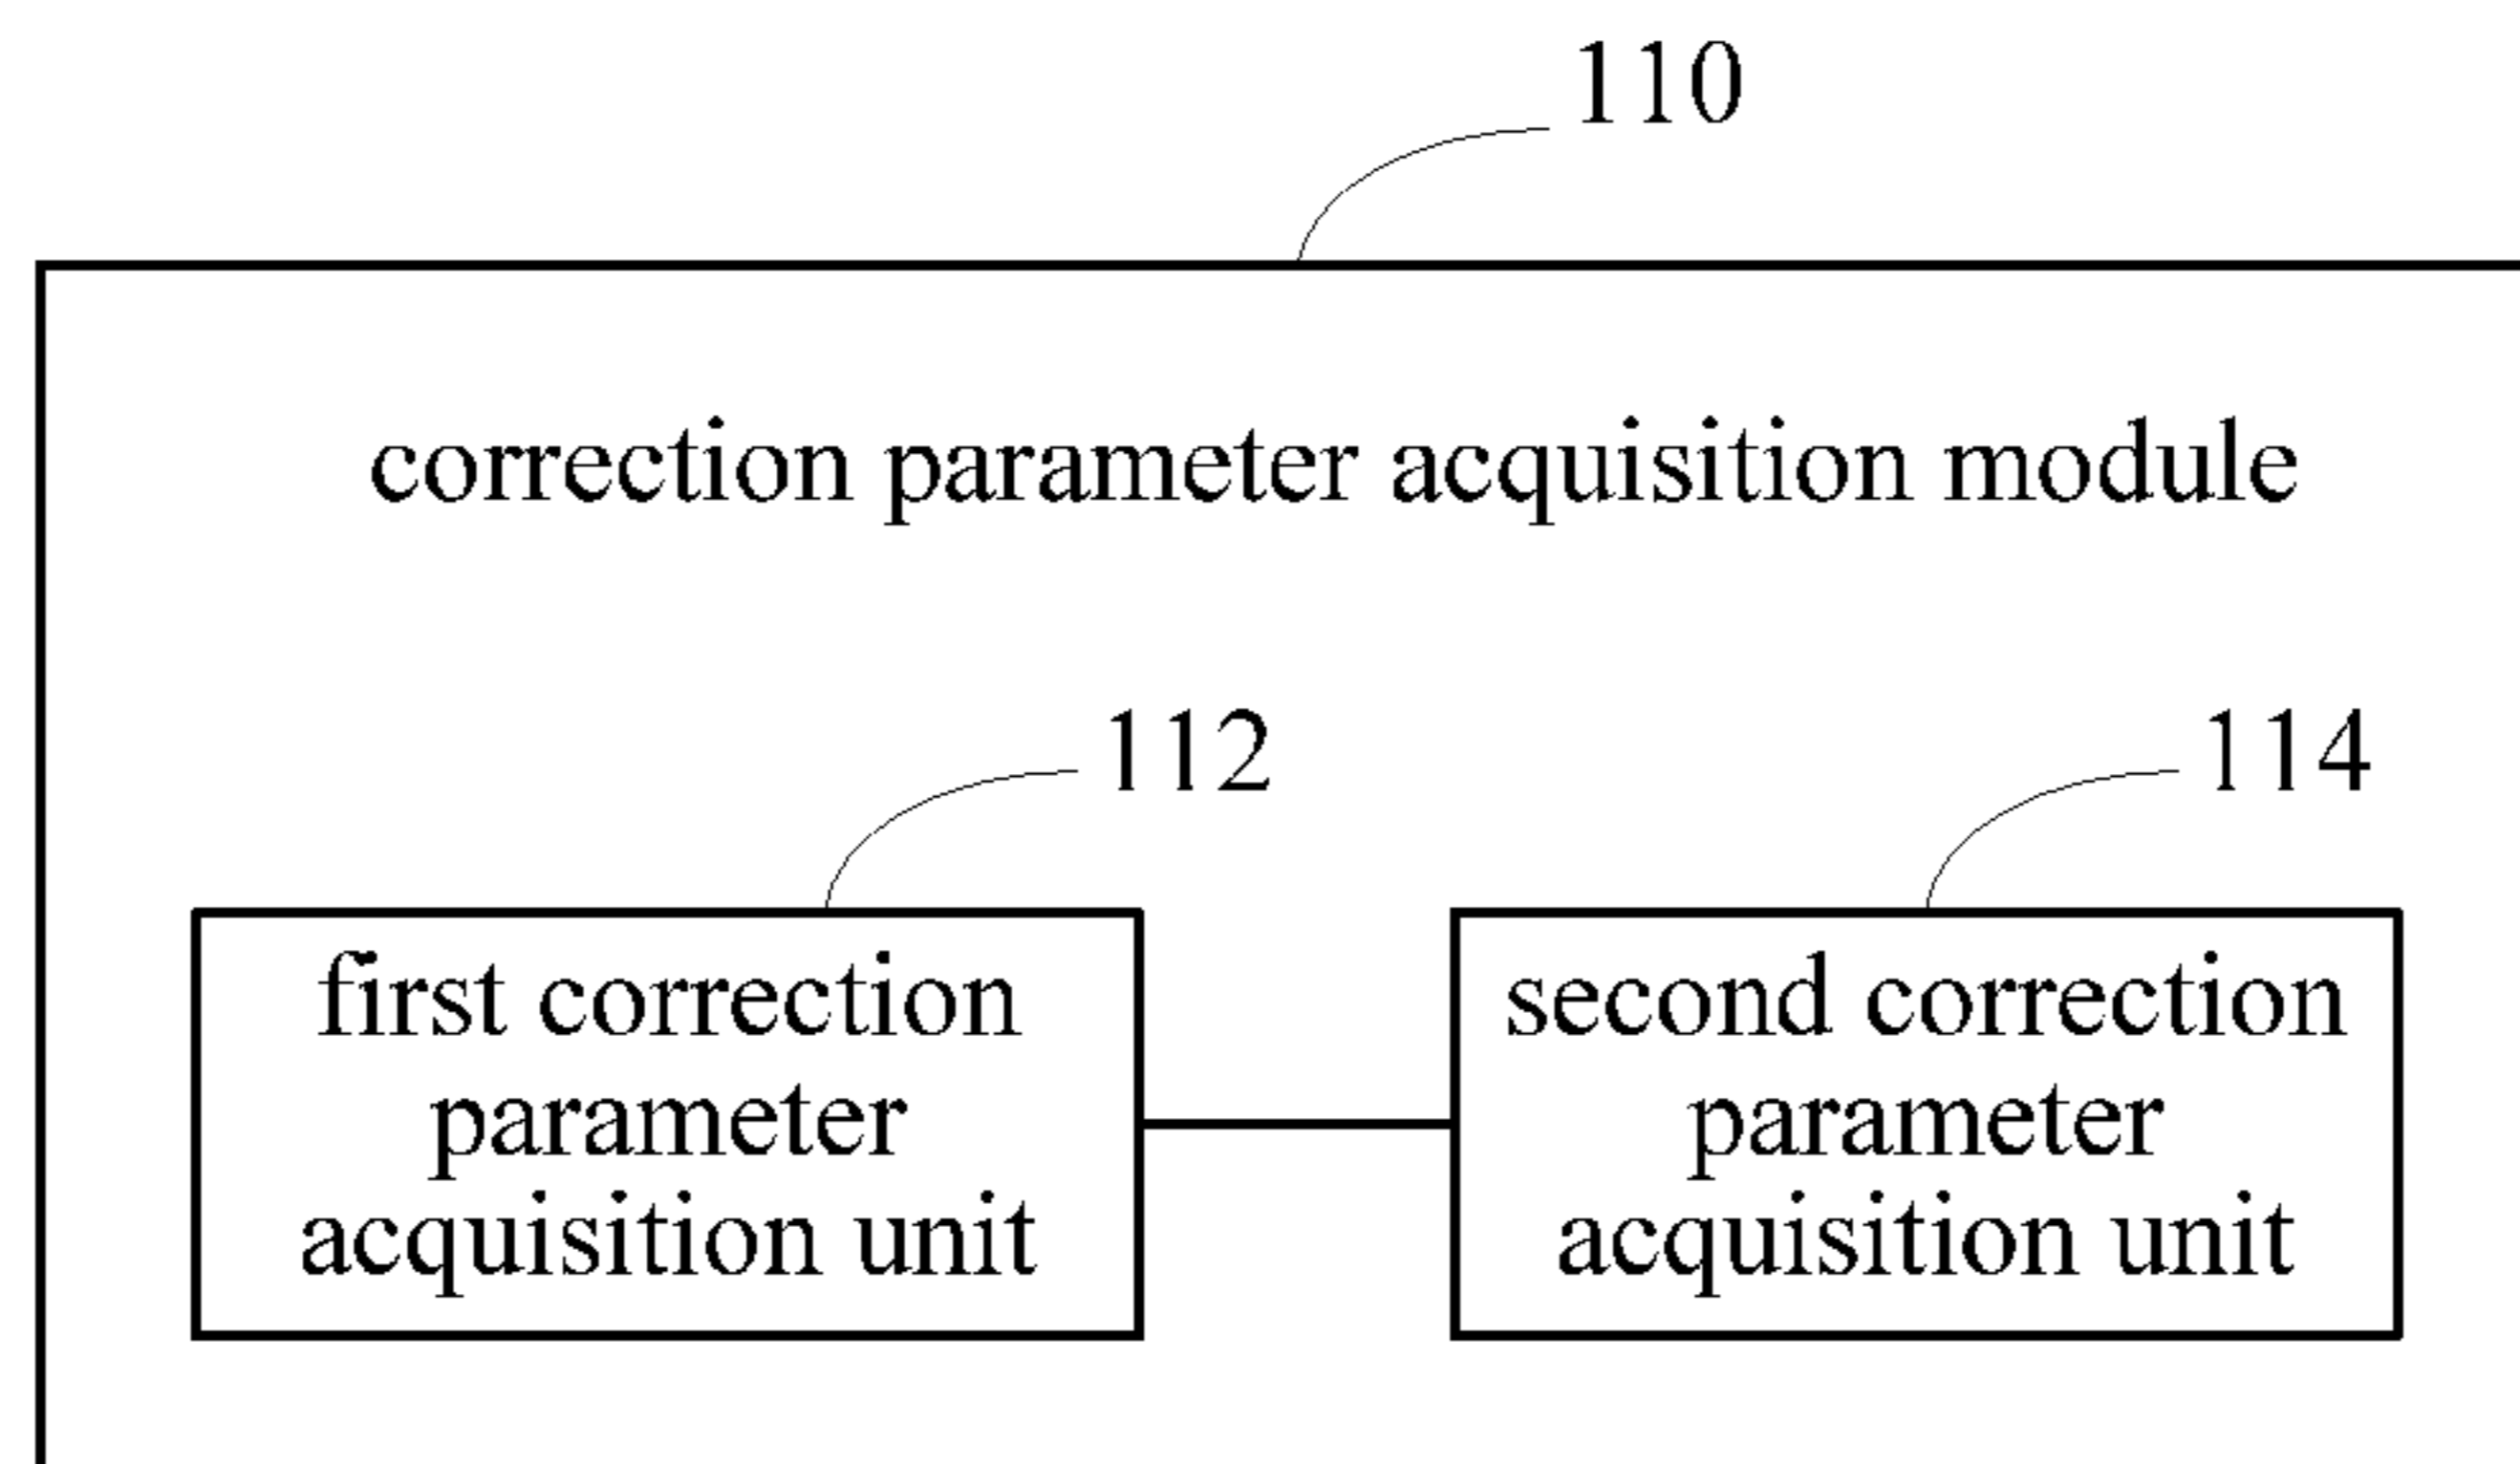 110
correction parameter acquisition module
112
114
first correction
parameter
acquisition unit
second correction
parameter
acquisition unit